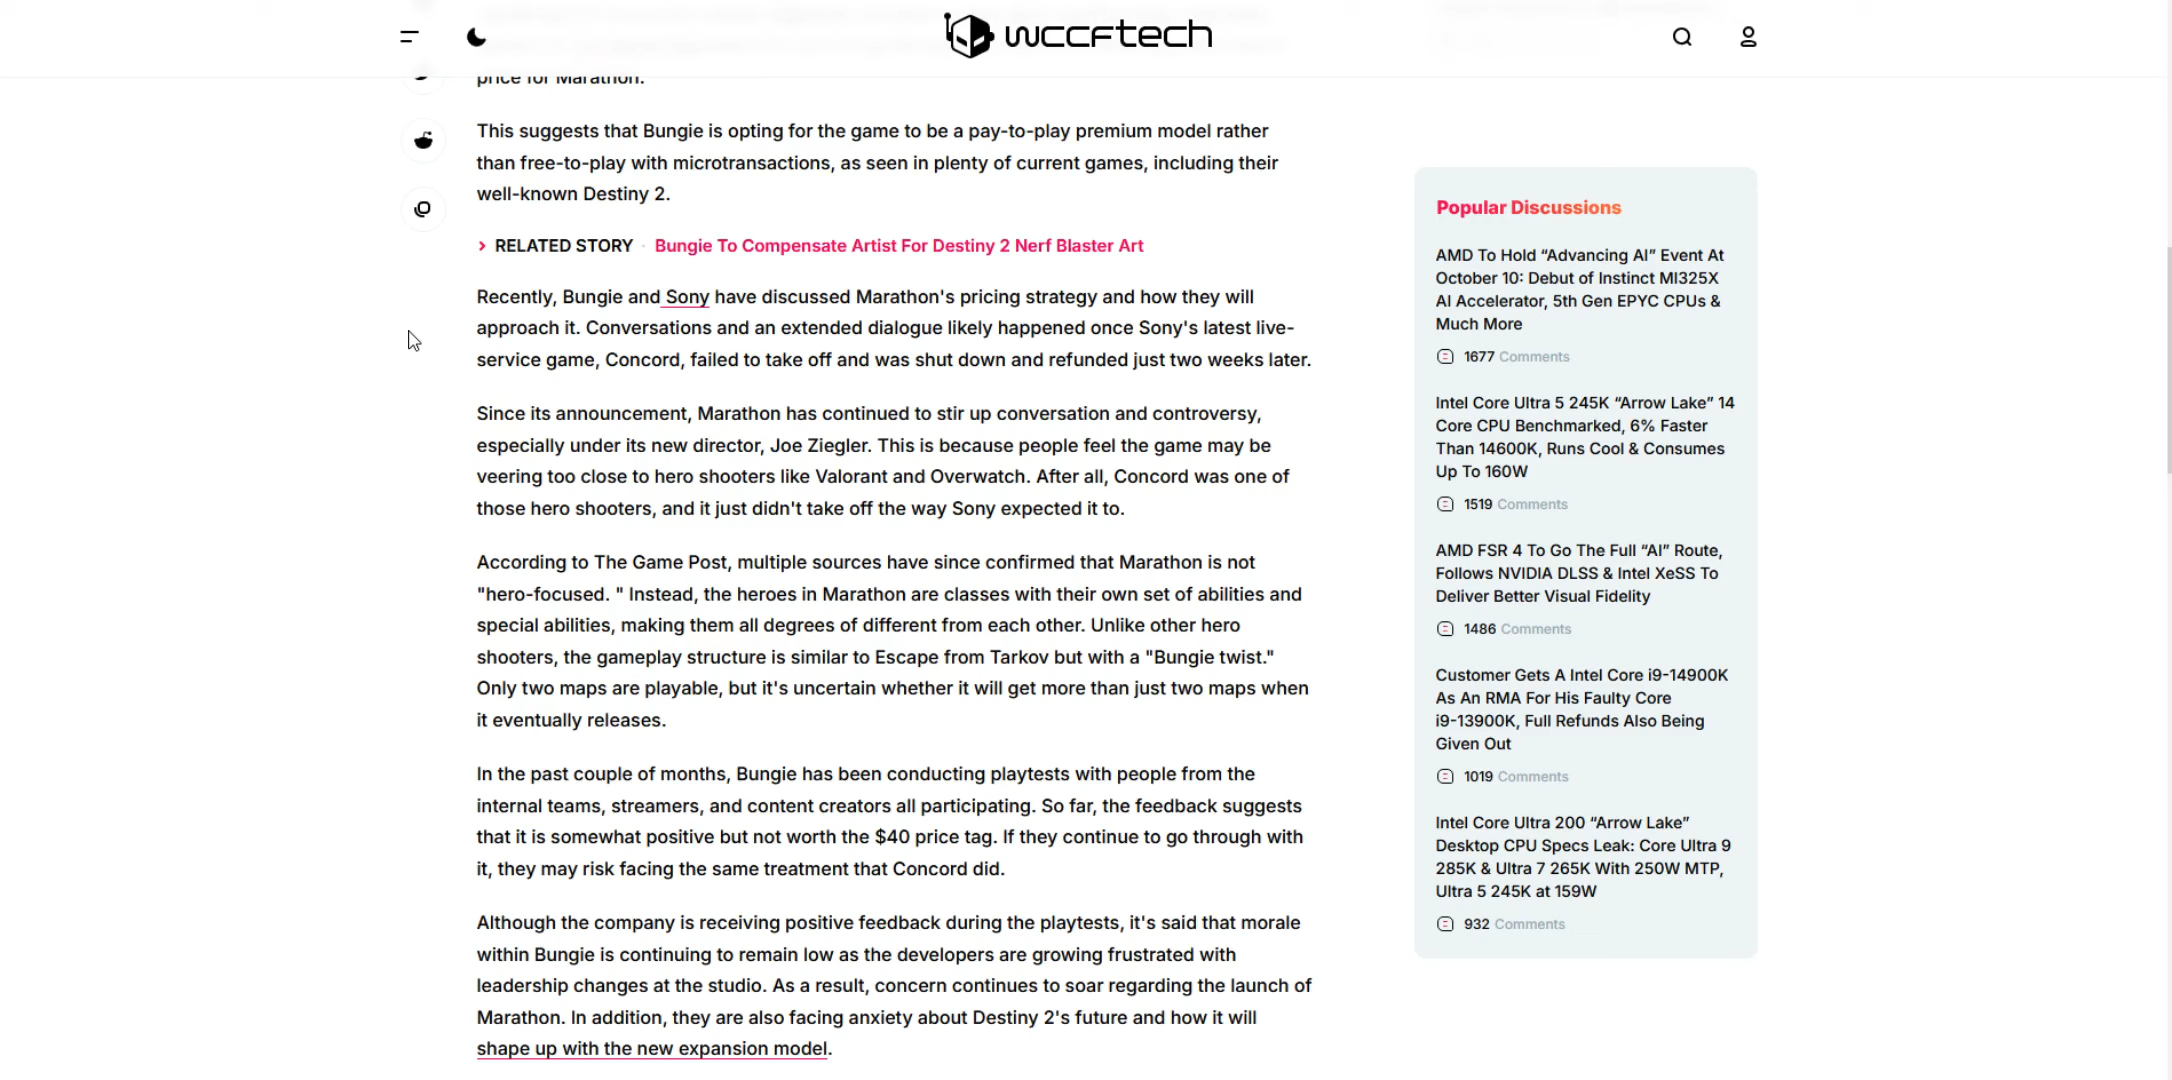 wccftech
price for Marathon.
This suggests that Bungie is opting for the game to be a pay-to-play premium model rather
than free-to-play with microtransactions, as seen in plenty of current games, including their
well-known Destiny 2.
RELATED STORY · Bungie To Compensate Artist For Destiny 2 Nerf Blaster Art
Recently, Bungie and Sony have discussed Marathon's pricing strategy and how they will
approach it. Conversations and an extended dialogue likely happened once Sony's latest live-
service game, Concord, failed to take off and was shut down and refunded just two weeks later.
Since its announcement, Marathon has continued to stir up conversation and controversy,
especially under its new director, Joe Ziegler. This is because people feel the game may be
veering too close to hero shooters like Valorant and Overwatch. After all, Concord was one of
those hero shooters, and it just didn't take off the way Sony expected it to.
According to The Game Post, multiple sources have since confirmed that Marathon is not
"hero-focused. " Instead, the heroes in Marathon are classes with their own set of abilities and
special abilities, making them all degrees of different from each other. Unlike other hero
shooters, the gameplay structure is similar to Escape from Tarkov but with a "Bungie twist."
Only two maps are playable, but it's uncertain whether it will get more than just two maps when
it eventually releases.
In the past couple of months, Bungie has been conducting playtests with people from the
internal teams, streamers, and content creators all participating. So far, the feedback suggests
that it is somewhat positive but not worth the $40 price tag. If they continue to go through with
it, they may risk facing the same treatment that Concord did.
Although the company is receiving positive feedback during the playtests, it's said that morale
within Bungie is continuing to remain low as the developers are growing frustrated with
leadership changes at the studio. As a result, concern continues to soar regarding the launch of
Marathon. In addition, they are also facing anxiety about Destiny 2's future and how it will
shape up with the new expansion model.
Popular Discussions
AMD To Hold “Advancing AI” Event At
October 10: Debut of Instinct MI325X
AI Accelerator, 5th Gen EPYC CPUs &
Much More
1677 Comments
Intel Core Ultra 5 245K “Arrow Lake” 14
Core CPU Benchmarked, 6% Faster
Than 14600K, Runs Cool & Consumes
Up To 160W
1519 Comments
AMD FSR 4 To Go The Full “AI” Route,
Follows NVIDIA DLSS & Intel XeSS To
Deliver Better Visual Fidelity
1486 Comments
Customer Gets A Intel Core i9-14900K
As An RMA For His Faulty Core
i9-13900K, Full Refunds Also Being
Given Out
1019 Comments
Intel Core Ultra 200 “Arrow Lake”
Desktop CPU Specs Leak: Core Ultra 9
285K & Ultra 7 265K With 250W MTP,
Ultra 5 245K at 159W
932 Comments